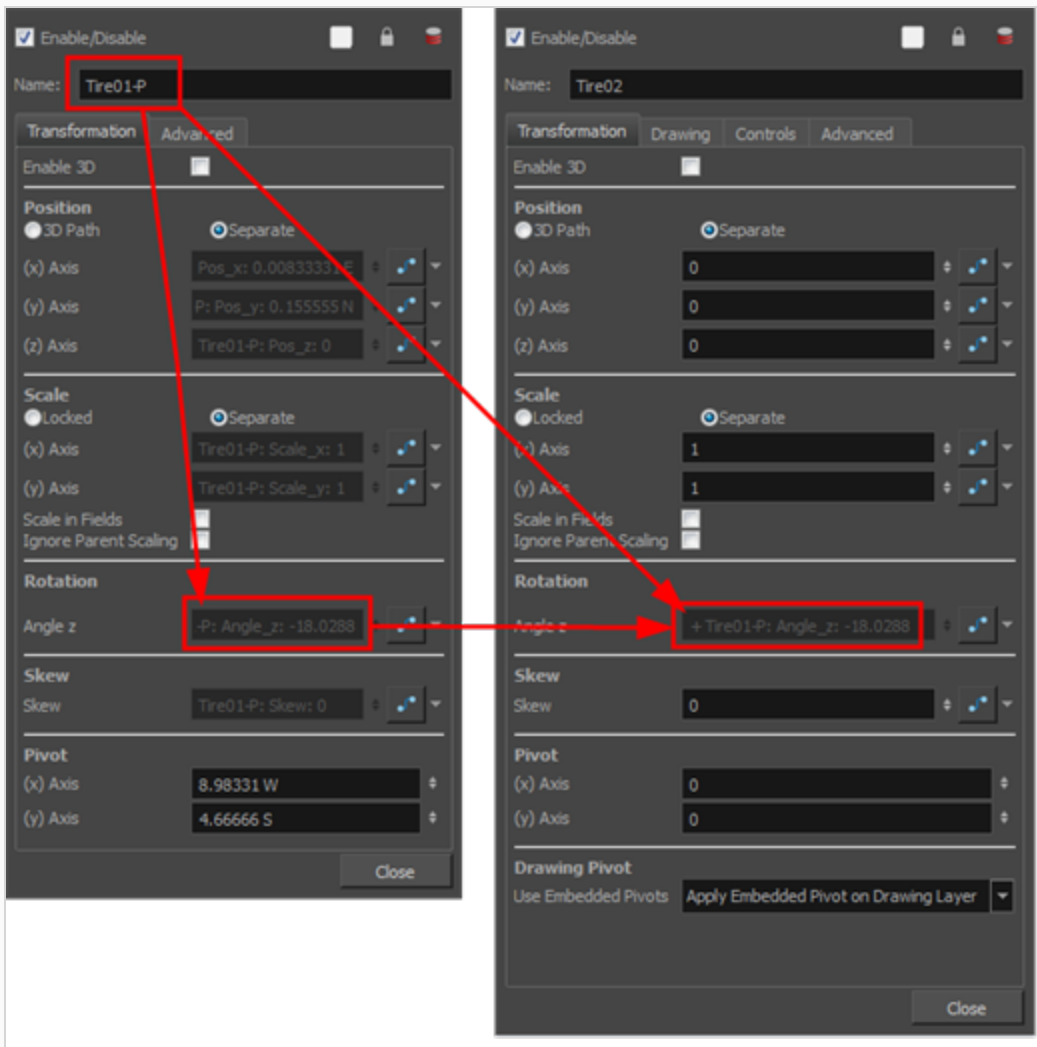 Enable/Disable
Name: Tire01-P
Transformation Advanced
Enable 3D
Position
3D Path Separate
(x) Axis Pos_x: 0.00833331 E
(y) Axis P: Pos_y: 0.155555 N
(z) Axis Tire01-P: Pos_z: 0
Scale
Locked Separate
(x) Axis Tire01-P: Scale_x: 1
(y) Axis Tire01-P: Scale_y: 1
Scale in Fields
Ignore Parent Scaling
Rotation
Angle z -P: Angle_z: -18.0288
Skew
Skew Tire01-P: Skew: 0
Pivot
(x) Axis 8.98331 W
(y) Axis 4.66666 S
Close
Enable/Disable
Name: Tire02
Transformation Drawing Controls Advanced
Enable 3D
Position
3D Path Separate
(x) Axis 0
(y) Axis 0
(z) Axis 0
Scale
Locked Separate
(x) Axis 1
(y) Axis 1
Scale in Fields
Ignore Parent Scaling
Rotation
Angle z + Tire01-P: Angle_z: -18.0288
Skew
Skew 0
Pivot
(x) Axis 0
(y) Axis 0
Drawing Pivot
Use Embedded Pivots Apply Embedded Pivot on Drawing Layer
Close